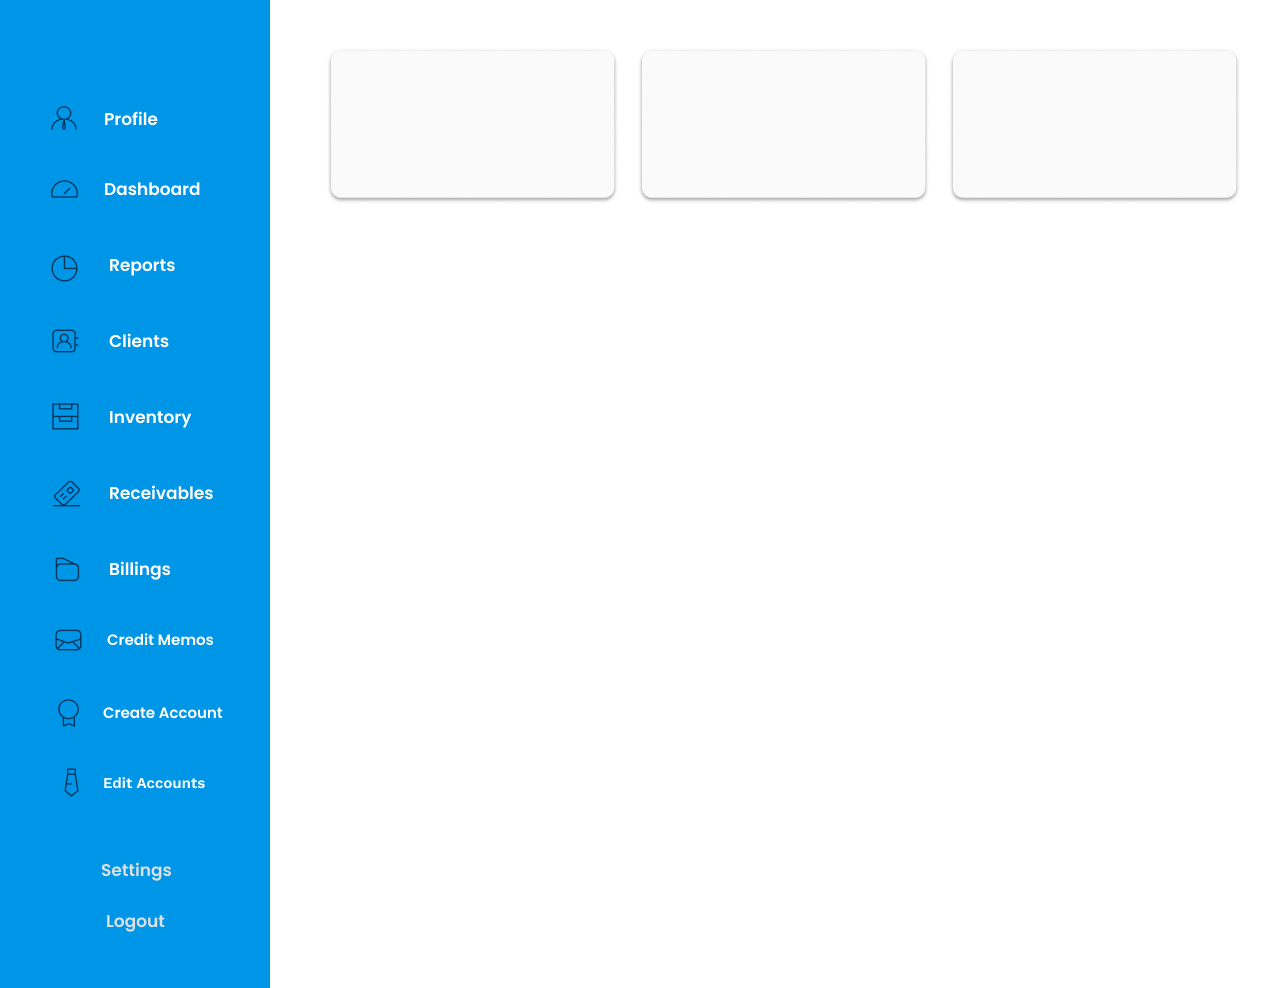 Profile
Dashboard
Reports
Clients
Inventory
Receivables
Billings
Credit Memos
Create Account
Edit Accounts
Settings
Logout